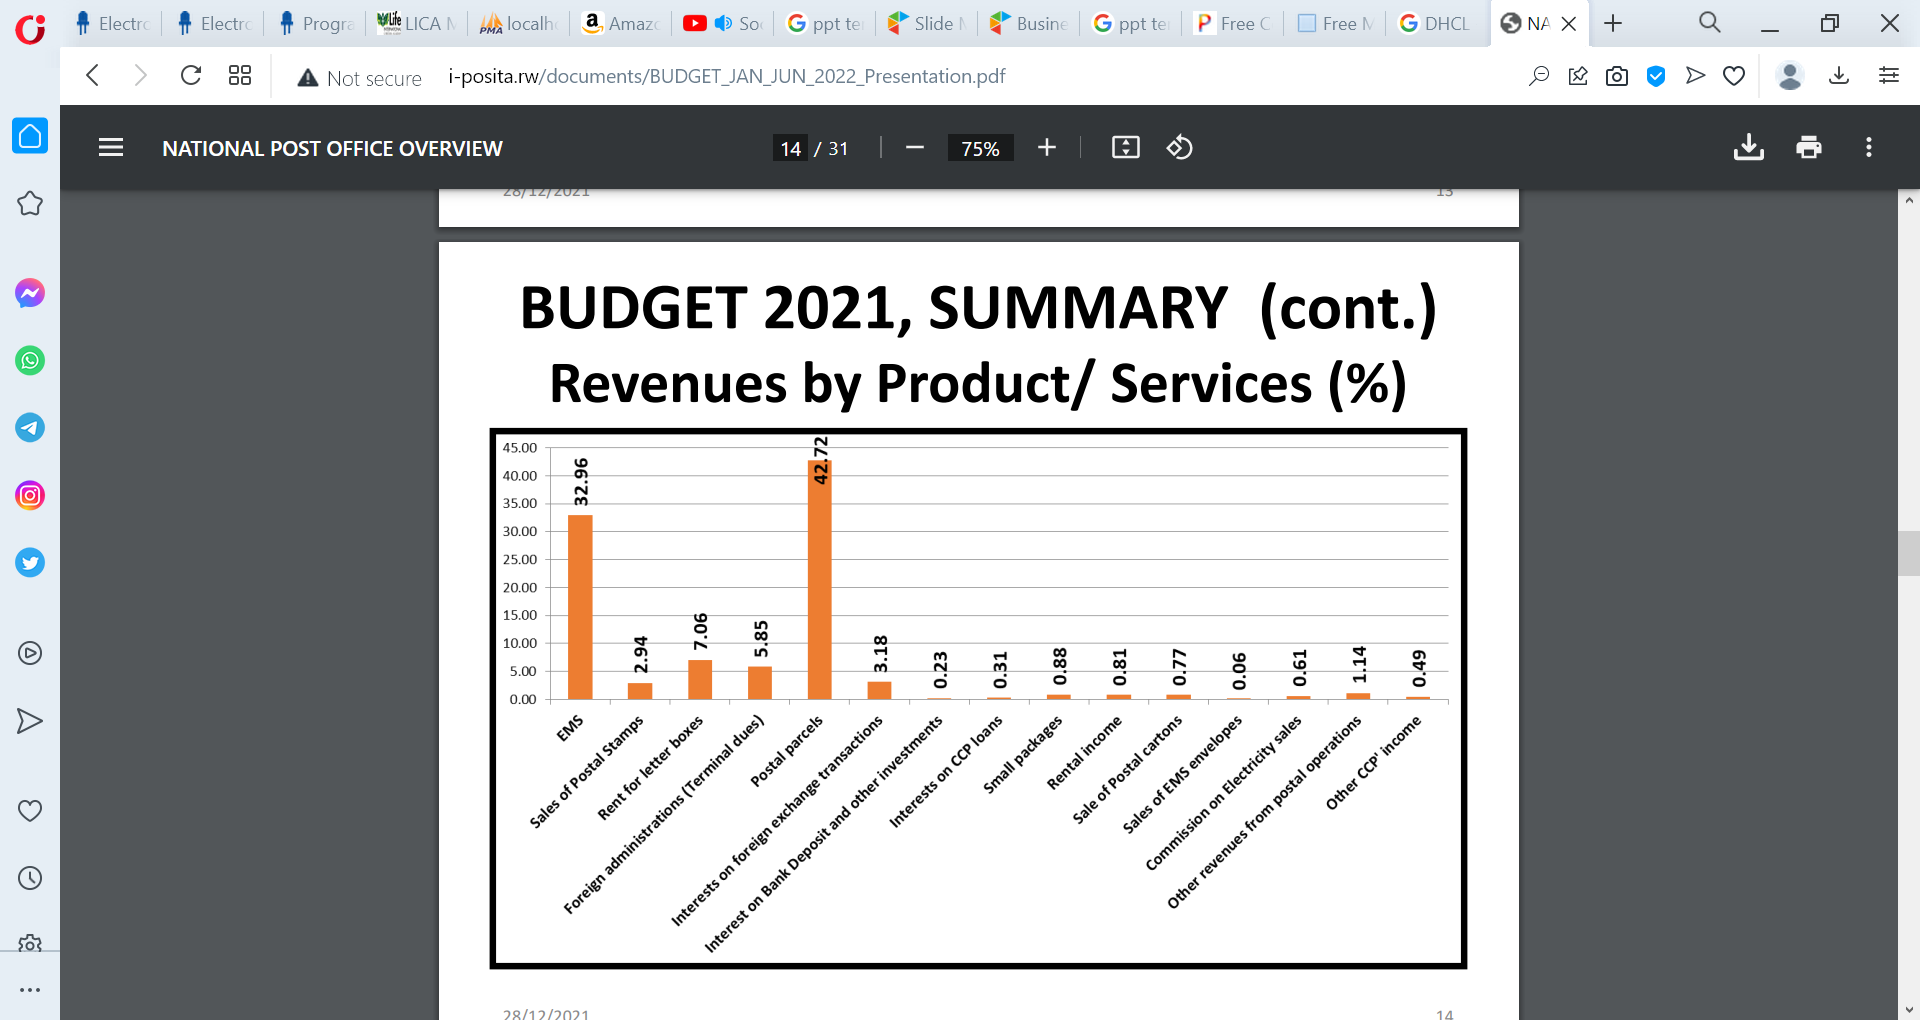 Electro
Electro
Progra
Life LICA M
PMA localh
a Amazo
So
G ppt te
Slide
Busine
G ppt te
P Free C
Free M
G DHCL
NA
Not secure i-posita.rw/documents/BUDGET_JAN_JUN_2022_Presentation.pdf
NATIONAL POST OFFICE OVERVIEW
14 / 31
75%
28/12/2021
13
BUDGET 2021, SUMMARY (cont.)
Revenues by Product/ Services (%)
45.00
40.00
35.00
30.00
25.00
20.00
15.00
10.00
5.00
0.00
32.96
2.94
7.06
5.85
42.72
3.18
0.23
0.31
0.88
0.81
0.77
0.06
0.61
1.14
0.49
EMS
Sales of Postal Stamps
Rent for letter boxes
Foreign administrations (Terminal dues)
Postal parcels
Interests on foreign exchange transactions
Interest on Bank Deposit and other investments
Interests on CCP loans
Small packages
Rental income
Sale of Postal cartons
Sales of EMS envelopes
Commission on Electricity sales
Other revenues from postal operations
Other CCP' income
28/12/2021
14